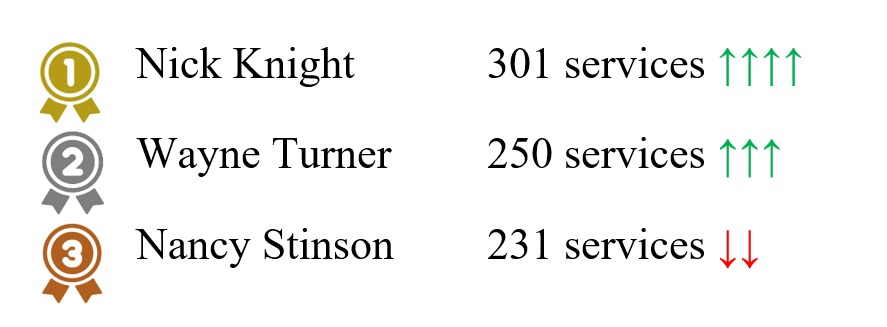 1 Nick Knight 301 services ↑↑↑↑
2 Wayne Turner 250 services ↑↑↑
3 Nancy Stinson 231 services ↓↓